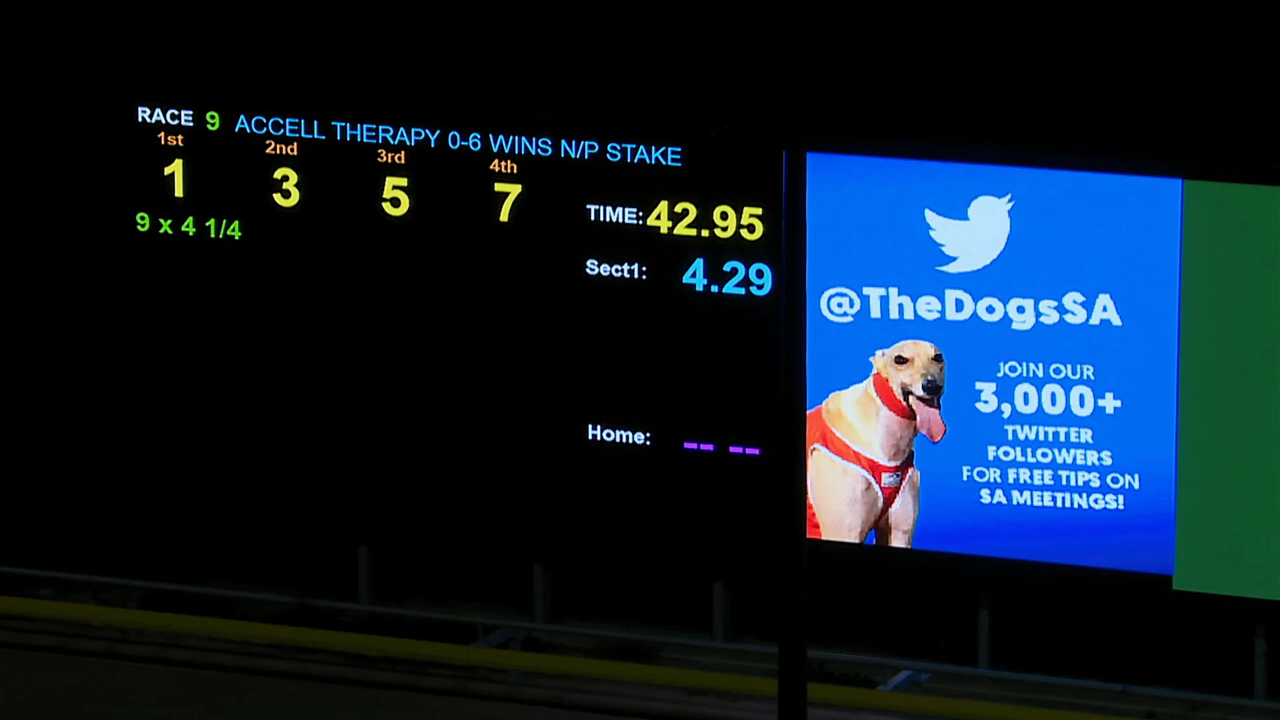 RACE 9 ACCELL THERAPY 0-6 WINS N/P STAKE
1st 2nd 3rd 4th
1 3 5 7
9 x 4 1/4
TIME: 42.95
Sect1: 4.29
Home: -- --
@TheDogsSA
JOIN OUR
3,000+
TWITTER
FOLLOWERS
FOR FREE TIPS ON
SA MEETINGS!